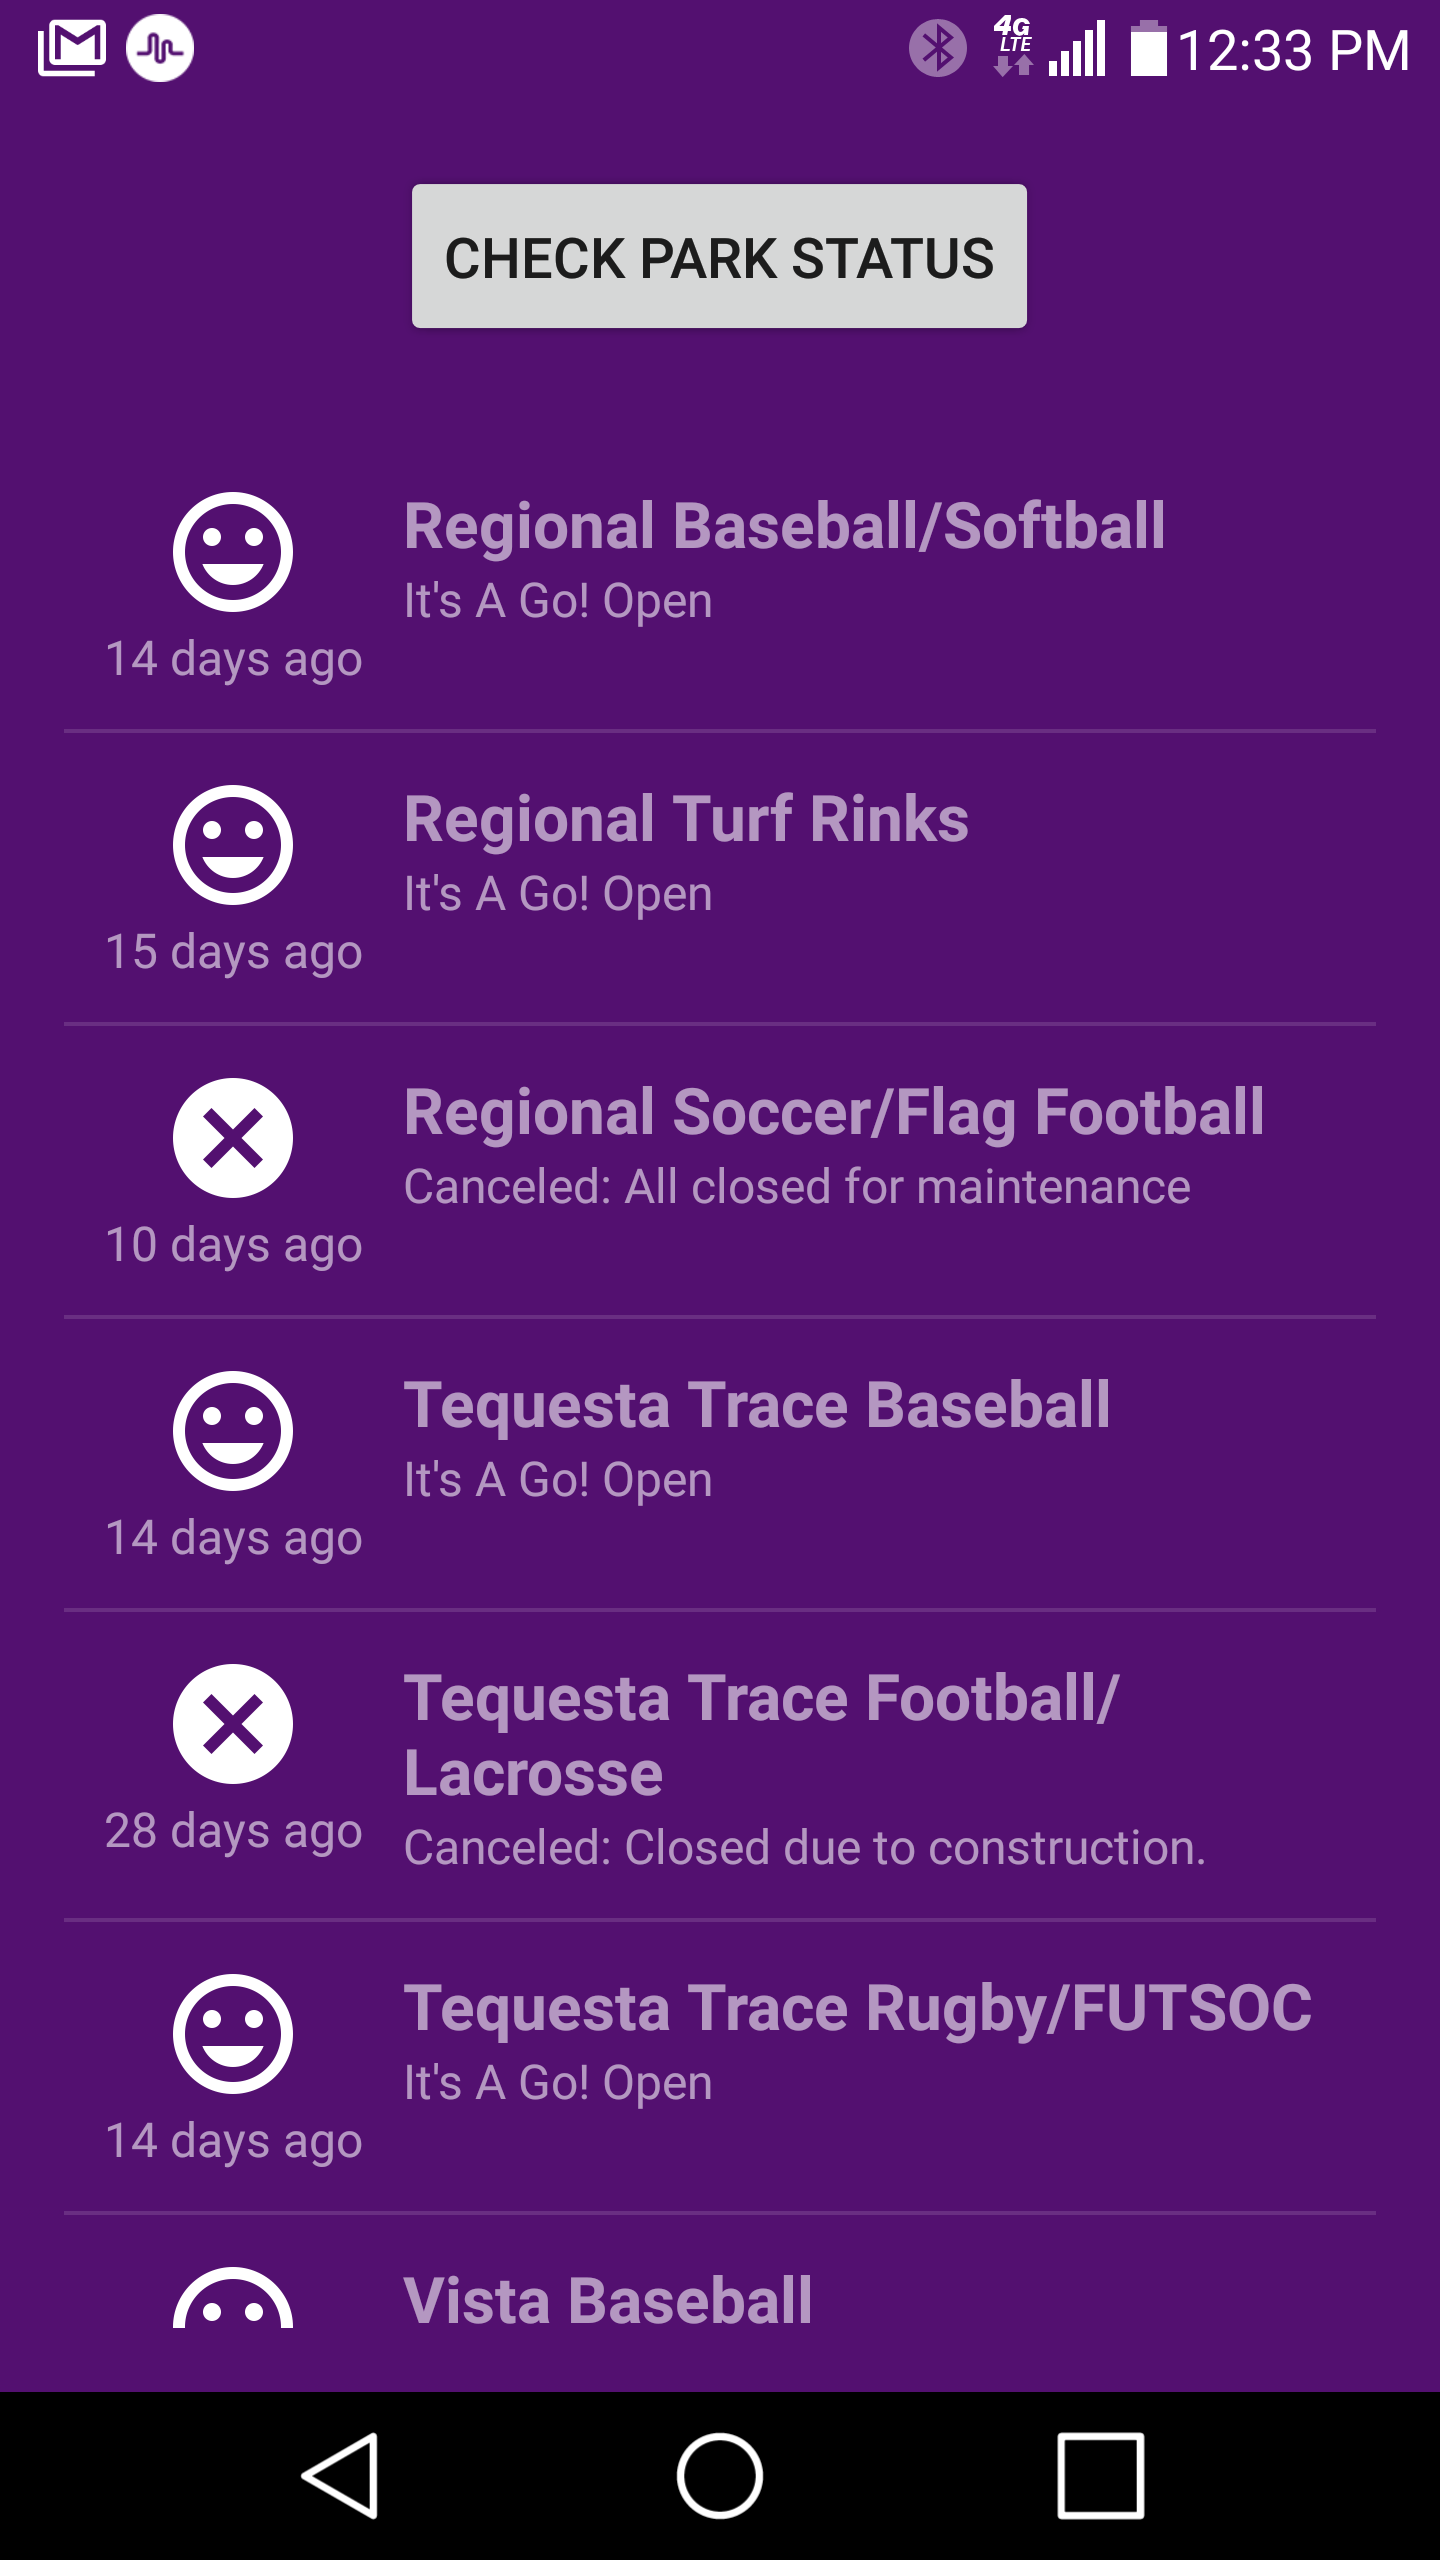 4G
LTE
12:33 PM
CHECK PARK STATUS
Regional Baseball/Softball
It's A Go! Open
14 days ago
Regional Turf Rinks
It's A Go! Open
15 days ago
Regional Soccer/Flag Football
Canceled: All closed for maintenance
10 days ago
Tequesta Trace Baseball
It's A Go! Open
14 days ago
Tequesta Trace Football/
Lacrosse
28 days ago
Canceled: Closed due to construction.
Tequesta Trace Rugby/FUTSOC
It's A Go! Open
14 days ago
Vista Baseball